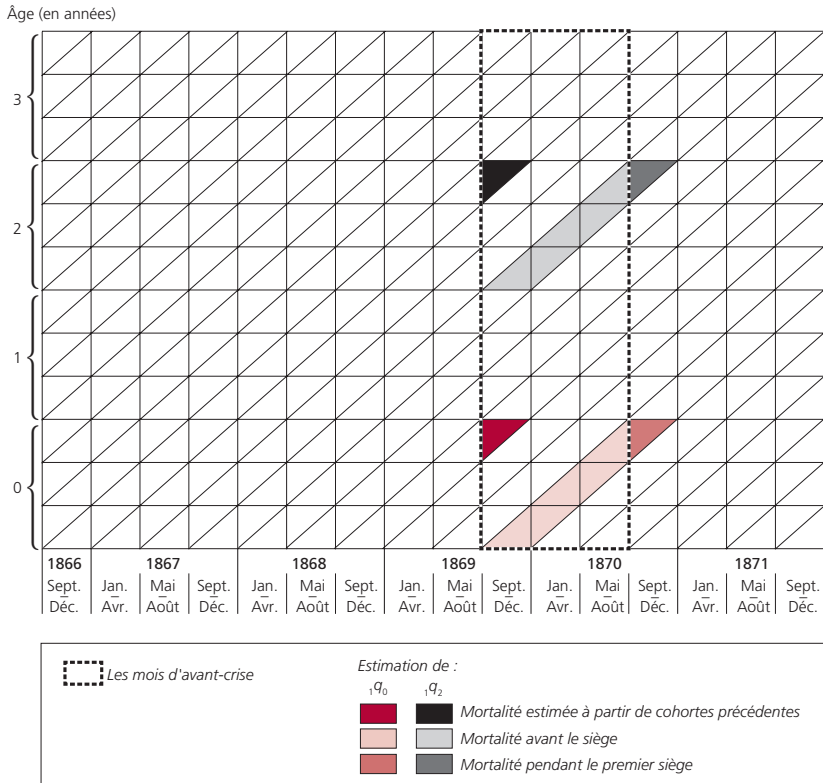 Âge (en années)
3
2
1
0
1866 1867 1868 1869 1870 1871
Sept. Jan. Mai Sept. Jan. Mai Sept. Jan. Mai Sept. Jan. Mai Sept. Jan. Mai Sept.
– – – – – – – – – – – – – – – –
Déc. Avr. Août Déc. Avr. Août Déc. Avr. Août Déc. Avr. Août Déc. Avr. Août Déc.
Les mois d'avant-crise
Estimation de :
₁q₀ ₁q₂
Mortalité estimée à partir de cohortes précédentes
Mortalité avant le siège
Mortalité pendant le premier siège